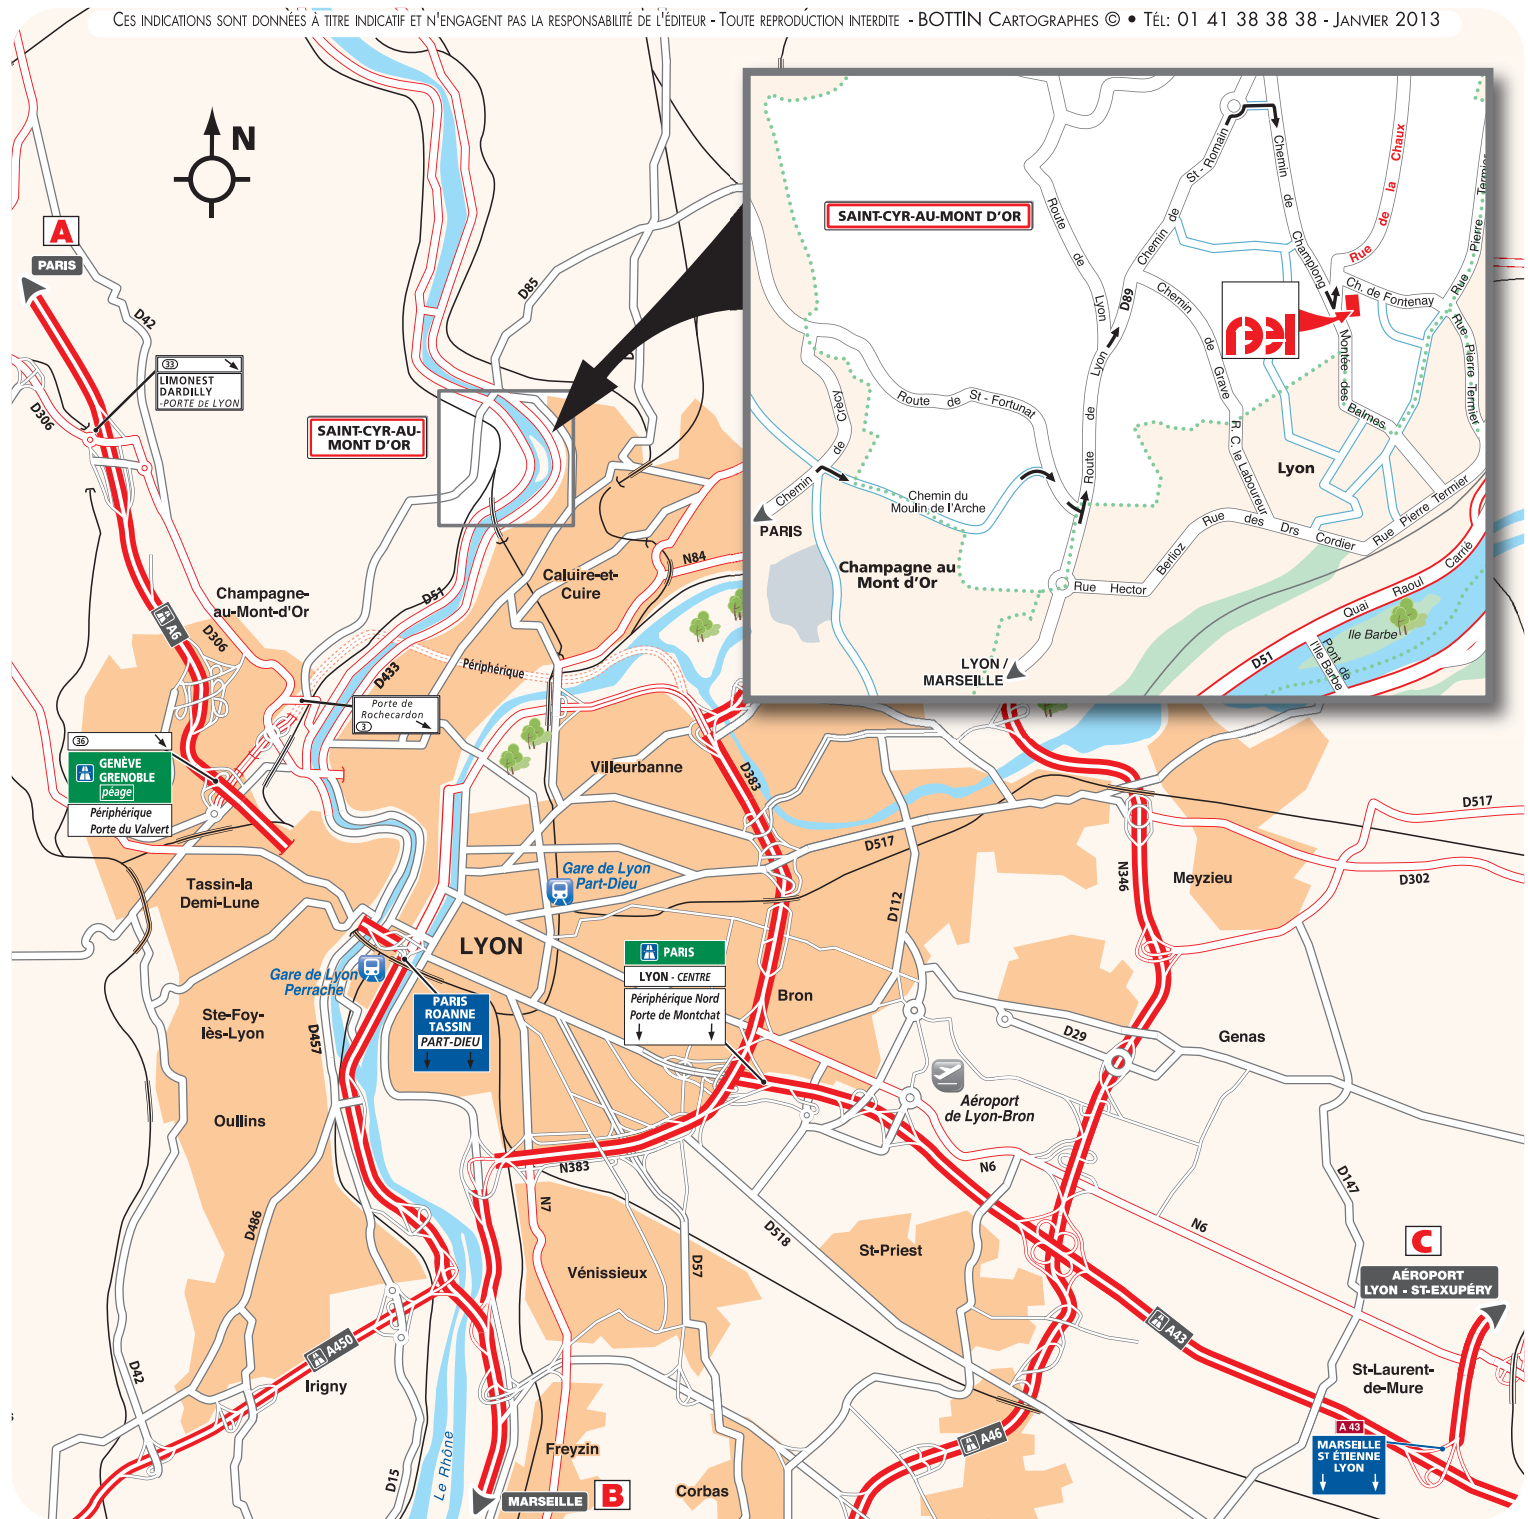 CES INDICATIONS SONT DONNÉES À TITRE INDICATIF ET N'ENGAGENT PAS LA RESPONSABILITÉ DE L'ÉDITEUR - TOUTE REPRODUCTION INTERDITE - BOTTIN CARTOGRAPHES © • TÉL: 01 41 38 38 38 - JANVIER 2013
N
A
PARIS
D42
D85
33
LIMONEST
DARDILLY
-PORTE DE LYON
D306
SAINT-CYR-AU-
MONT D'OR
N84
Caluire-et-
Cuire
Champagne-
au-Mont-d'Or
D51
A6
D306
D433
Périphérique
Porte de
Rochecardon
3
36
GENÈVE
GRENOBLE
péage
Périphérique
Porte du Valvert
Villeurbanne
D383
D517
D517
D302
N346
Meyzieu
D112
Tassin-la
Demi-Lune
Gare de Lyon
Part-Dieu
LYON
Gare de Lyon
Perrache
PARIS
ROANNE
TASSIN
PART-DIEU
PARIS
LYON - CENTRE
Périphérique Nord
Porte de Montchat
Bron
Ste-Foy-
lès-Lyon
D457
D29
Genas
Aéroport
de Lyon-Bron
Oullins
N383
N7
N6
N6
D147
D486
D518
D57
St-Priest
Vénissieux
C
AÉROPORT
LYON - ST-EXUPÉRY
A43
A450
Irigny
D42
St-Laurent-
de-Mure
A 43
MARSEILLE
ST ÉTIENNE
LYON
A46
D15
Le Rhône
Freyzin
Corbas
MARSEILLE
B
SAINT-CYR-AU-MONT D'OR
Route de Lyon
Chemin de St - Romain
D89
Chemin de Champlong
Rue de la Chaux
Rue Pierre Termier
Ch. de Fontenay
Rue Pierre Termier
Chemin de Grave
reel
Montée des Balmes
Route de St - Fortunat
Chemin de Crécy
Route de Lyon
R. C. le Laboureur
Lyon
Chemin du
Moulin de l'Arche
PARIS
Champagne au
Mont d'Or
Rue des Drs Cordier
Rue Pierre Termier
Rue Hector Berlioz
Quai Raoul Carrié
Ile Barbe
Pont de
l'Ile Barbe
D51
LYON /
MARSEILLE